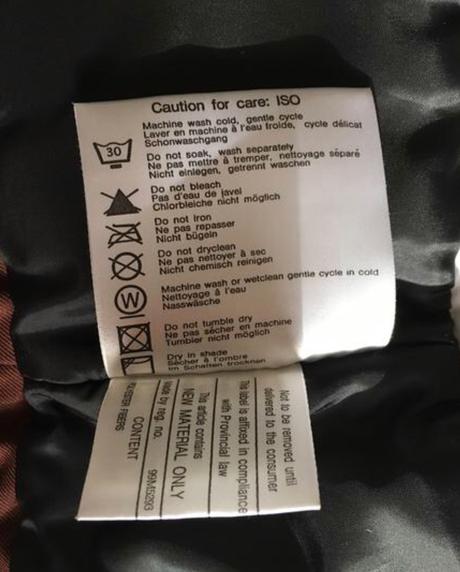 Caution for care: ISO
Machine wash cold, gentle cycle
Laver en machine à l'eau froide, cycle délicat
Schonwaschgang
30
Do not soak, wash separately
Ne pas mettre à tremper, nettoyage séparé
Nicht einlegen, getrennt waschen
Do not bleach
Pas d'eau de javel
Chlorbleiche nicht möglich
Do not iron
Ne pas repasser
Nicht bügeln
Do not dryclean
Ne pas nettoyer à sec
Nicht chemisch reinigen
W
Machine wash or wetclean gentle cycle in cold
Nettoyage à l'eau
Nasswäsche
Do not tumble dry
Ne pas sécher en machine
Tumbler nicht möglich
Dry in shade
Sécher à l'ombre
im Schatten trocknen
Not to be removed until
delivered to the consumer
This label is affixed in compliance
with Provincial law
This article contains
NEW MATERIAL ONLY
Made by reg. no.
99M5293
CONTENT
FIBERS